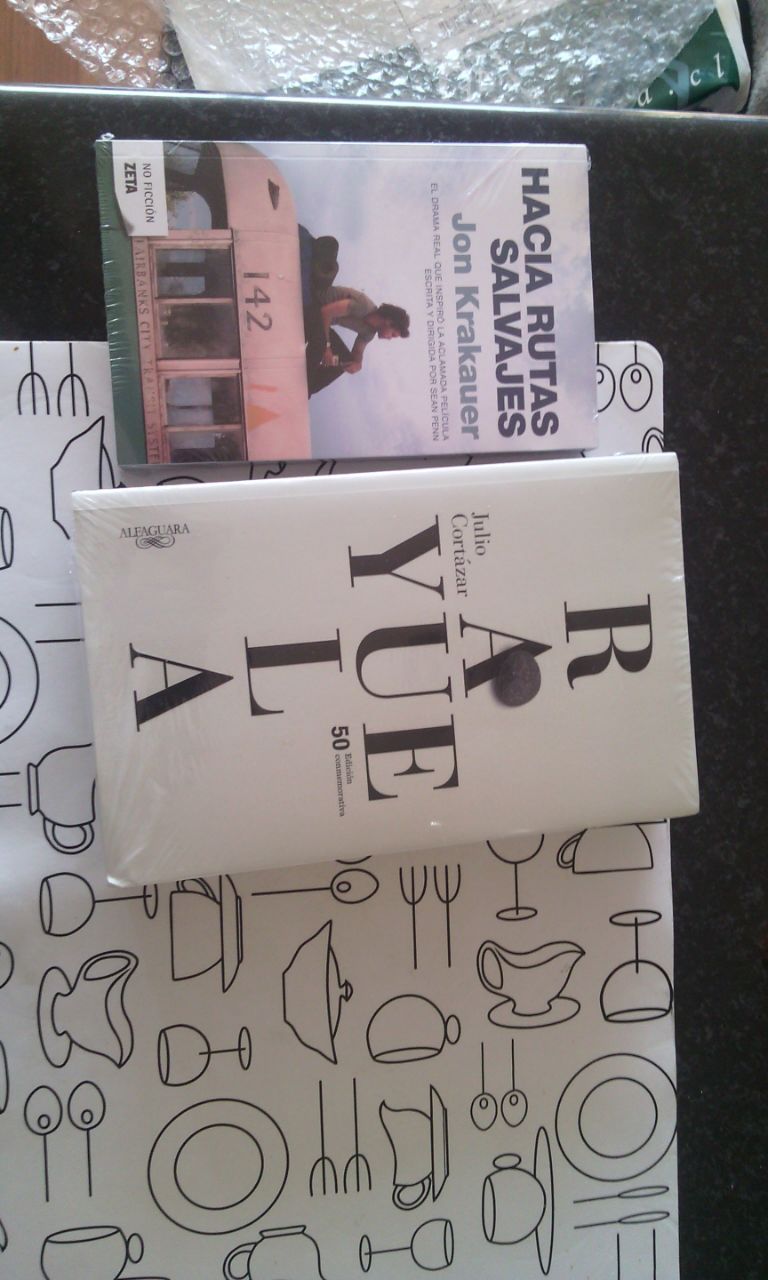 HACIA RUTAS
SALVAJES
Jon Krakauer
EL DRAMA REAL QUE INSPIRÓ LA ACLAMADA PELÍCULA
ESCRITA Y DIRIGIDA POR SEAN PENN
142
NO FICCIÓN
ZETA
FAIRBANKS CITY TRANSIT SYSTE
R
A
Julio
Cortázar
YUE
L
A
50 Edición
conmemorativa
ALFAGUARA